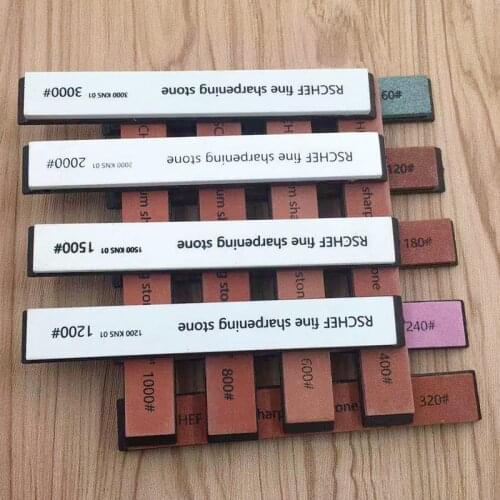 RSCHEF fine sharpening stone 3000 KNS 01 3000#
60#
RSCHEF fine sharpening stone 2000 KNS 01 2000#
120#
RSCHEF fine sharpening stone 1500 KNS 01 1500#
180#
RSCHEF fine sharpening stone 1200 KNS 01 1200#
240#
1000#
800#
600#
400#
320#